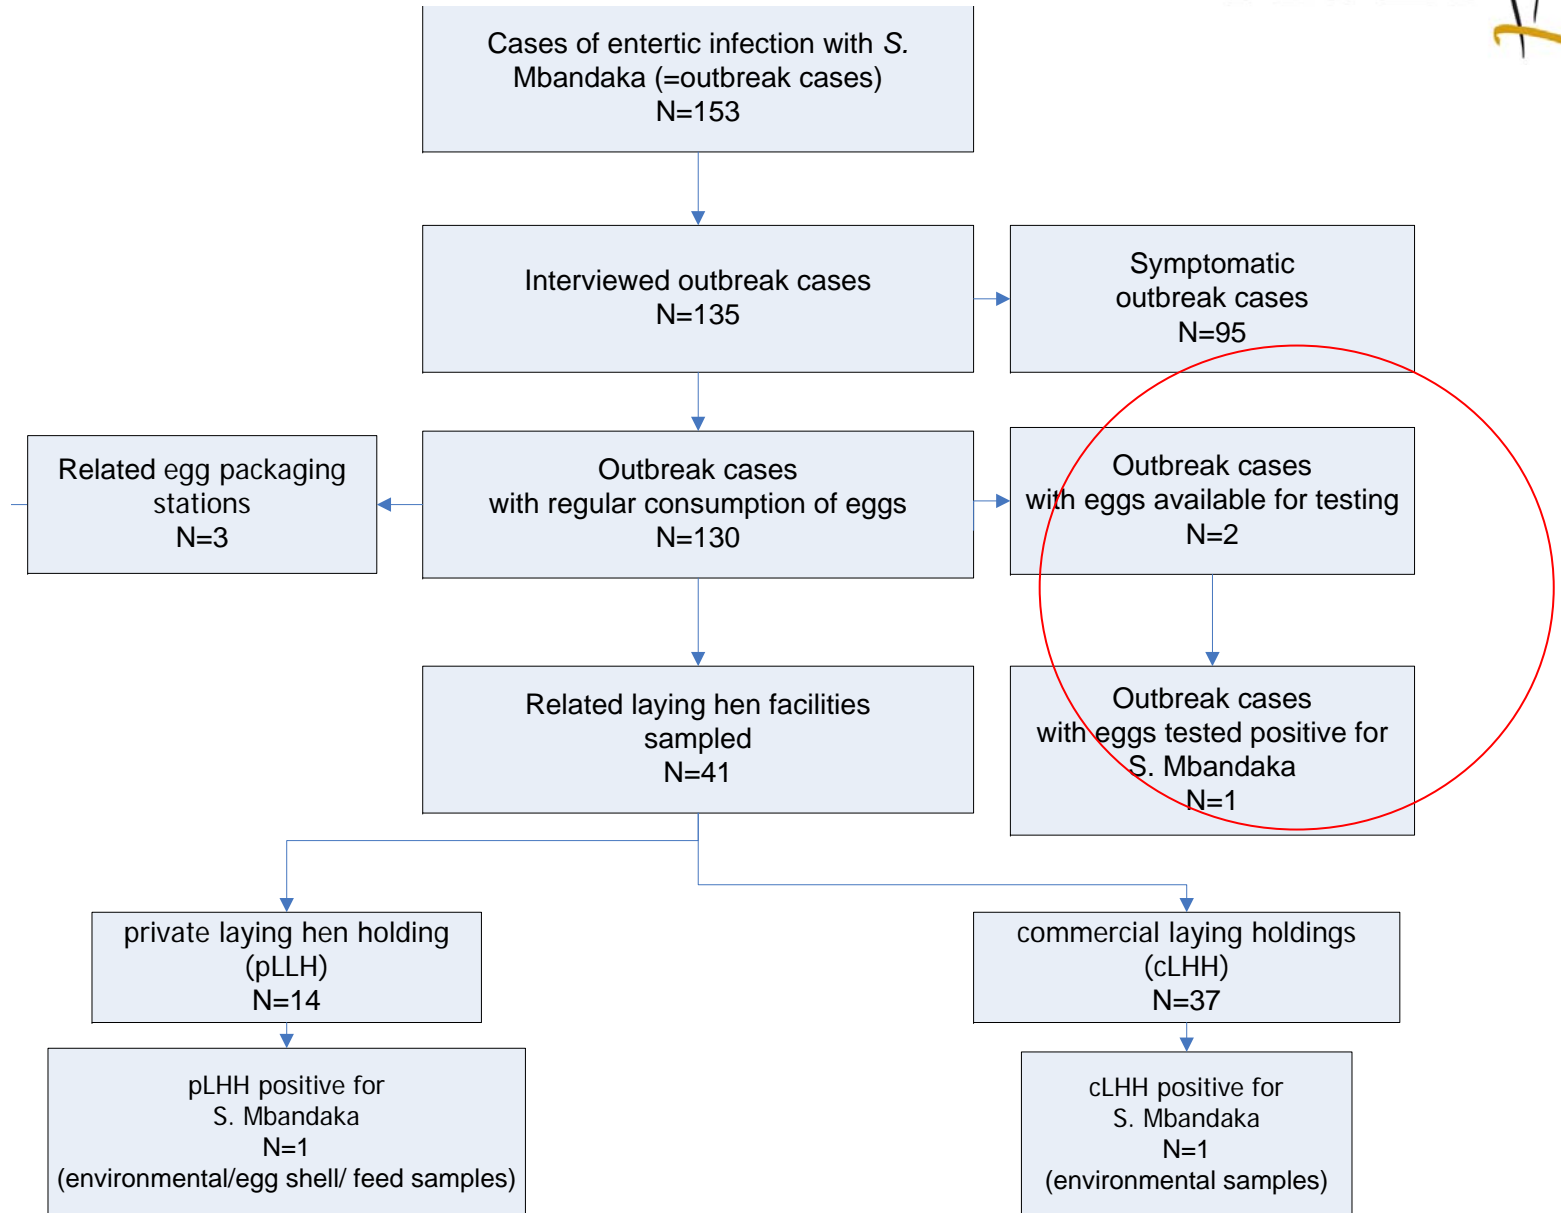 Cases of entertic infection with S.
Mbandaka (=outbreak cases)
N=153
Interviewed outbreak cases
N=135
Symptomatic
outbreak cases
N=95
Related egg packaging
stations
N=3
Outbreak cases
with regular consumption of eggs
N=130
Outbreak cases
with eggs available for testing
N=2
Related laying hen facilities
sampled
N=41
Outbreak cases
with eggs tested positive for
S. Mbandaka
N=1
private laying hen holding
(pLLH)
N=14
commercial laying holdings
(cLHH)
N=37
pLHH positive for
S. Mbandaka
N=1
(environmental/egg shell/ feed samples)
cLHH positive for
S. Mbandaka
N=1
(environmental samples)